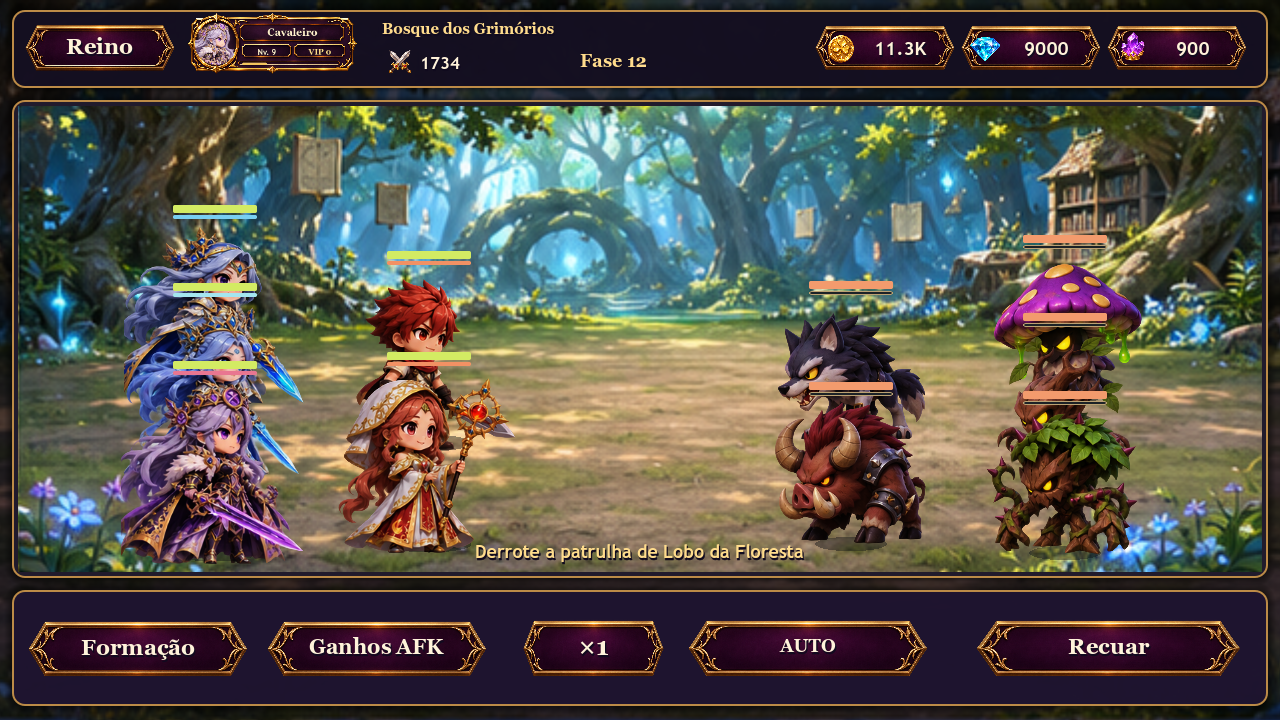 Reino
Cavaleiro
Nv. 9
VIP 0
Bosque dos Grimórios
1734
Fase 12
11.3K
9000
900
Derrote a patrulha de Lobo da Floresta
Formação
Ganhos AFK
×1
AUTO
Recuar